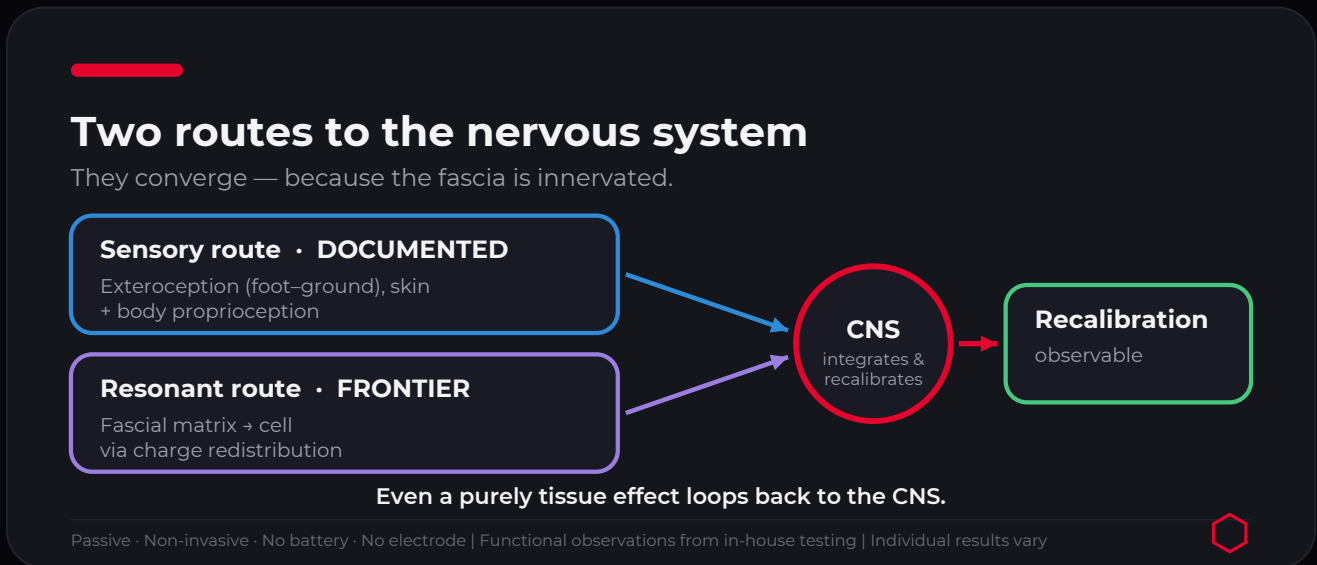 Two routes to the nervous system
They converge — because the fascia is innervated.
Sensory route · DOCUMENTED
Exteroception (foot–ground), skin
+ body proprioception
Resonant route · FRONTIER
Fascial matrix → cell
via charge redistribution
CNS
integrates &
recalibrates
Recalibration
observable
Even a purely tissue effect loops back to the CNS.
Passive · Non-invasive · No battery · No electrode | Functional observations from in-house testing | Individual results vary